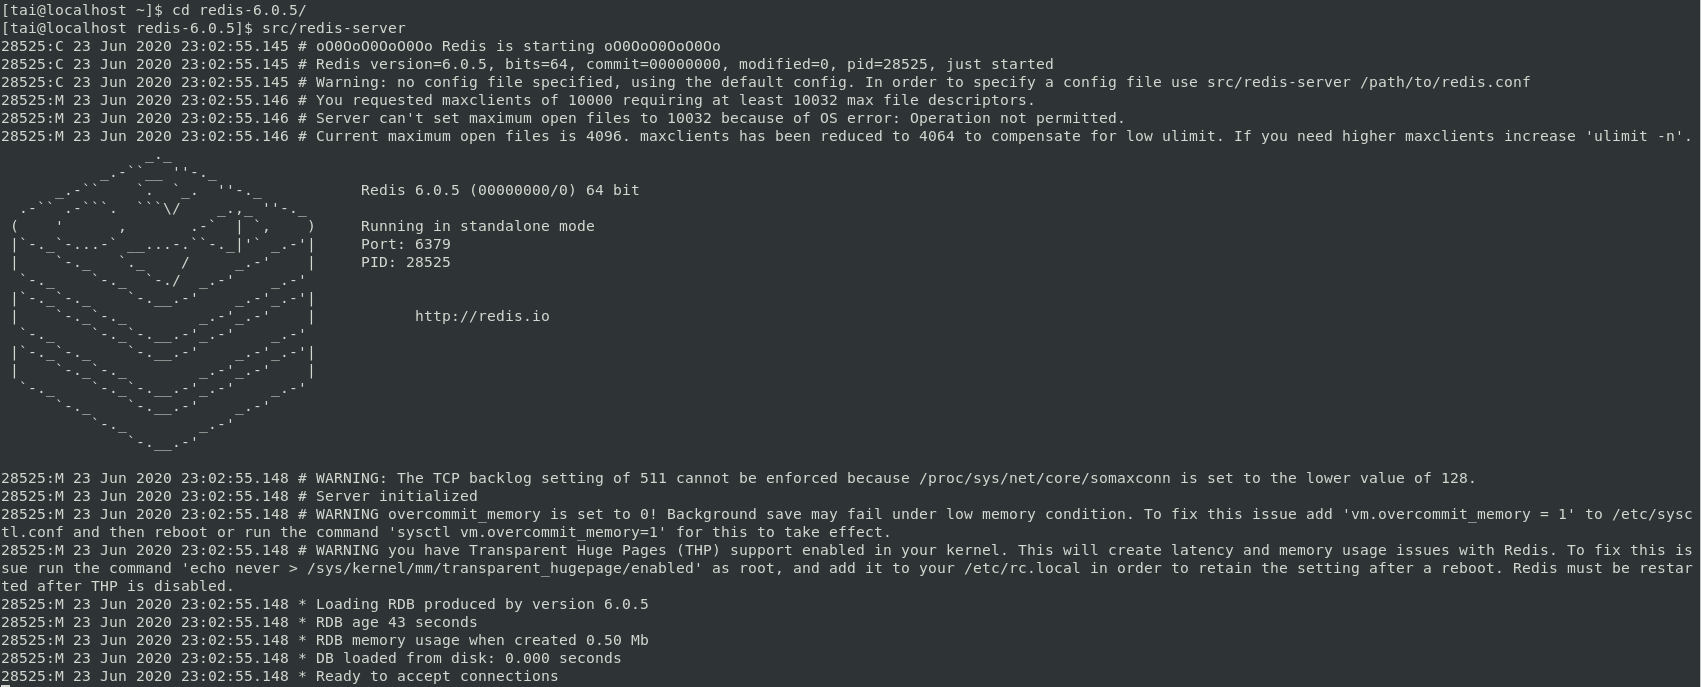 [tai@localhost ~]$ cd redis-6.0.5/
[tai@localhost redis-6.0.5]$ src/redis-server
28525:C 23 Jun 2020 23:02:55.145 # oO0OoO0OoO0Oo Redis is starting oO0OoO0OoO0Oo
28525:C 23 Jun 2020 23:02:55.145 # Redis version=6.0.5, bits=64, commit=00000000, modified=0, pid=28525, just started
28525:C 23 Jun 2020 23:02:55.145 # Warning: no config file specified, using the default config. In order to specify a config file use src/redis-server /path/to/redis.conf
28525:M 23 Jun 2020 23:02:55.146 # You requested maxclients of 10000 requiring at least 10032 max file descriptors.
28525:M 23 Jun 2020 23:02:55.146 # Server can't set maximum open files to 10032 because of OS error: Operation not permitted.
28525:M 23 Jun 2020 23:02:55.146 # Current maximum open files is 4096. maxclients has been reduced to 4064 to compensate for low ulimit. If you need higher maxclients increase 'ulimit -n'.
Redis 6.0.5 (00000000/0) 64 bit
Running in standalone mode
Port: 6379
PID: 28525
http://redis.io
28525:M 23 Jun 2020 23:02:55.148 # WARNING: The TCP backlog setting of 511 cannot be enforced because /proc/sys/net/core/somaxconn is set to the lower value of 128.
28525:M 23 Jun 2020 23:02:55.148 # Server initialized
28525:M 23 Jun 2020 23:02:55.148 # WARNING overcommit_memory is set to 0! Background save may fail under low memory condition. To fix this issue add 'vm.overcommit_memory = 1' to /etc/sysc
tl.conf and then reboot or run the command 'sysctl vm.overcommit_memory=1' for this to take effect.
28525:M 23 Jun 2020 23:02:55.148 # WARNING you have Transparent Huge Pages (THP) support enabled in your kernel. This will create latency and memory usage issues with Redis. To fix this is
sue run the command 'echo never > /sys/kernel/mm/transparent_hugepage/enabled' as root, and add it to your /etc/rc.local in order to retain the setting after a reboot. Redis must be restar
ted after THP is disabled.
28525:M 23 Jun 2020 23:02:55.148 * Loading RDB produced by version 6.0.5
28525:M 23 Jun 2020 23:02:55.148 * RDB age 43 seconds
28525:M 23 Jun 2020 23:02:55.148 * RDB memory usage when created 0.50 Mb
28525:M 23 Jun 2020 23:02:55.148 * DB loaded from disk: 0.000 seconds
28525:M 23 Jun 2020 23:02:55.148 * Ready to accept connections